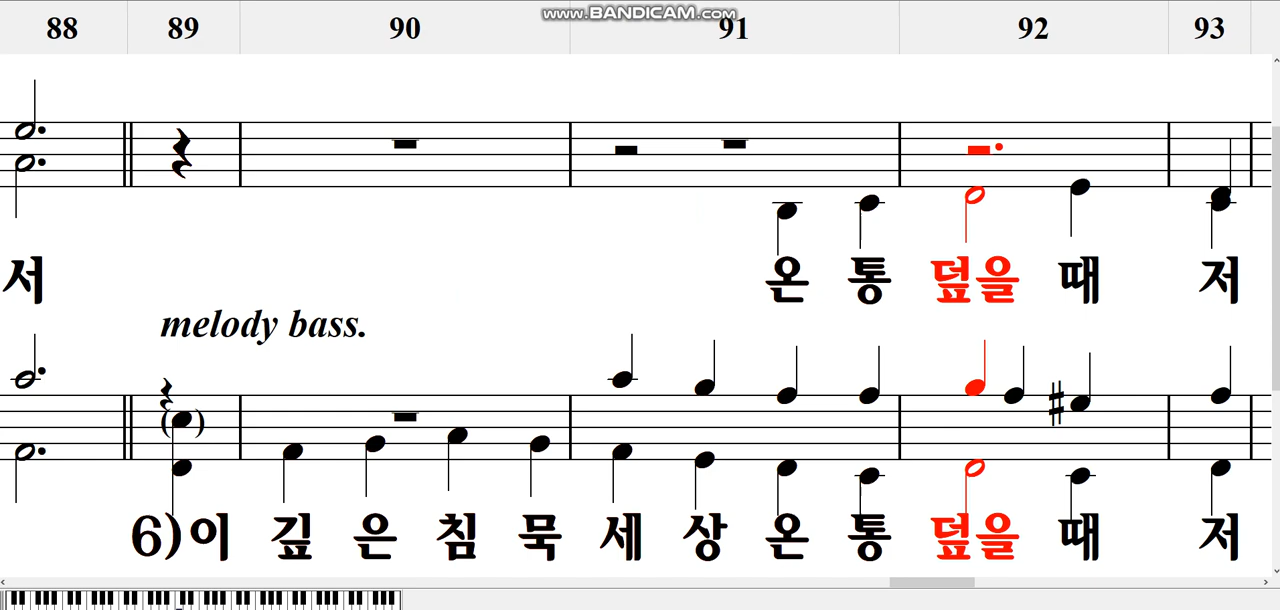 www.BANDICAM.com
88 89 90 91 92 93
서 온 통 덮을 때 저
melody bass.
6)이 깊 은 침 묵 세 상 온 통 덮을 때 저